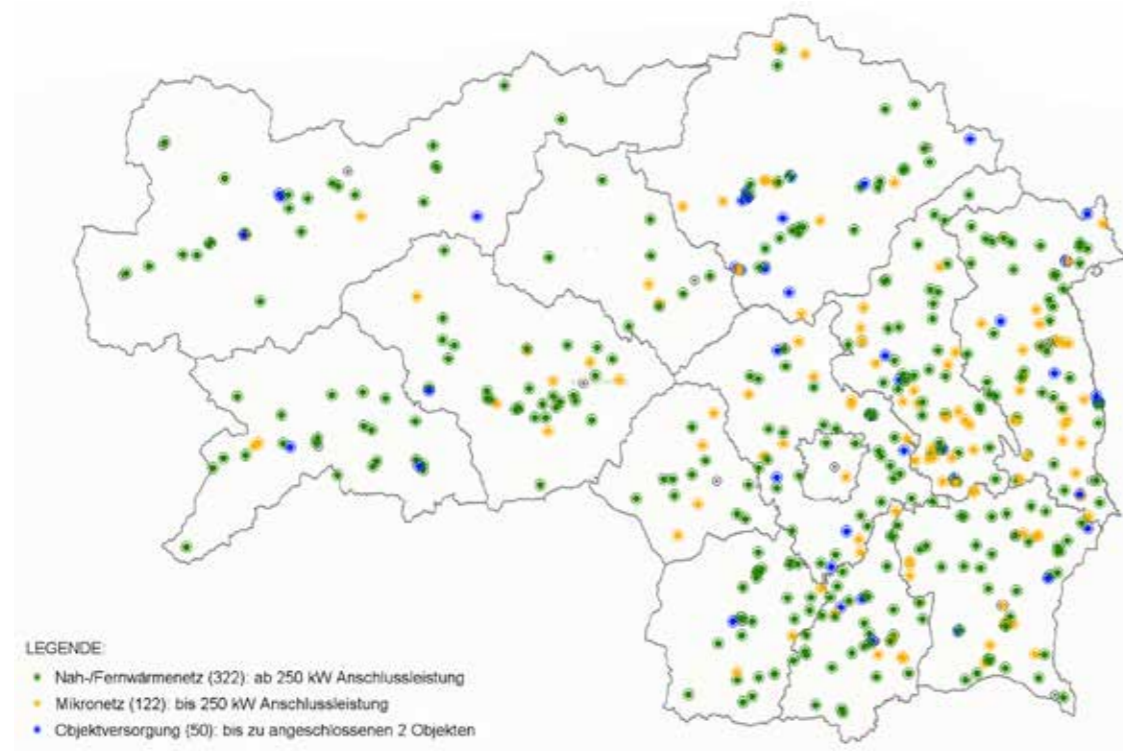 LEGENDE:
Nah-/Fernwärmenetz (322): ab 250 kW Anschlussleistung
Mikronetz (122): bis 250 kW Anschlussleistung
Objektversorgung (50): bis zu angeschlossenen 2 Objekten